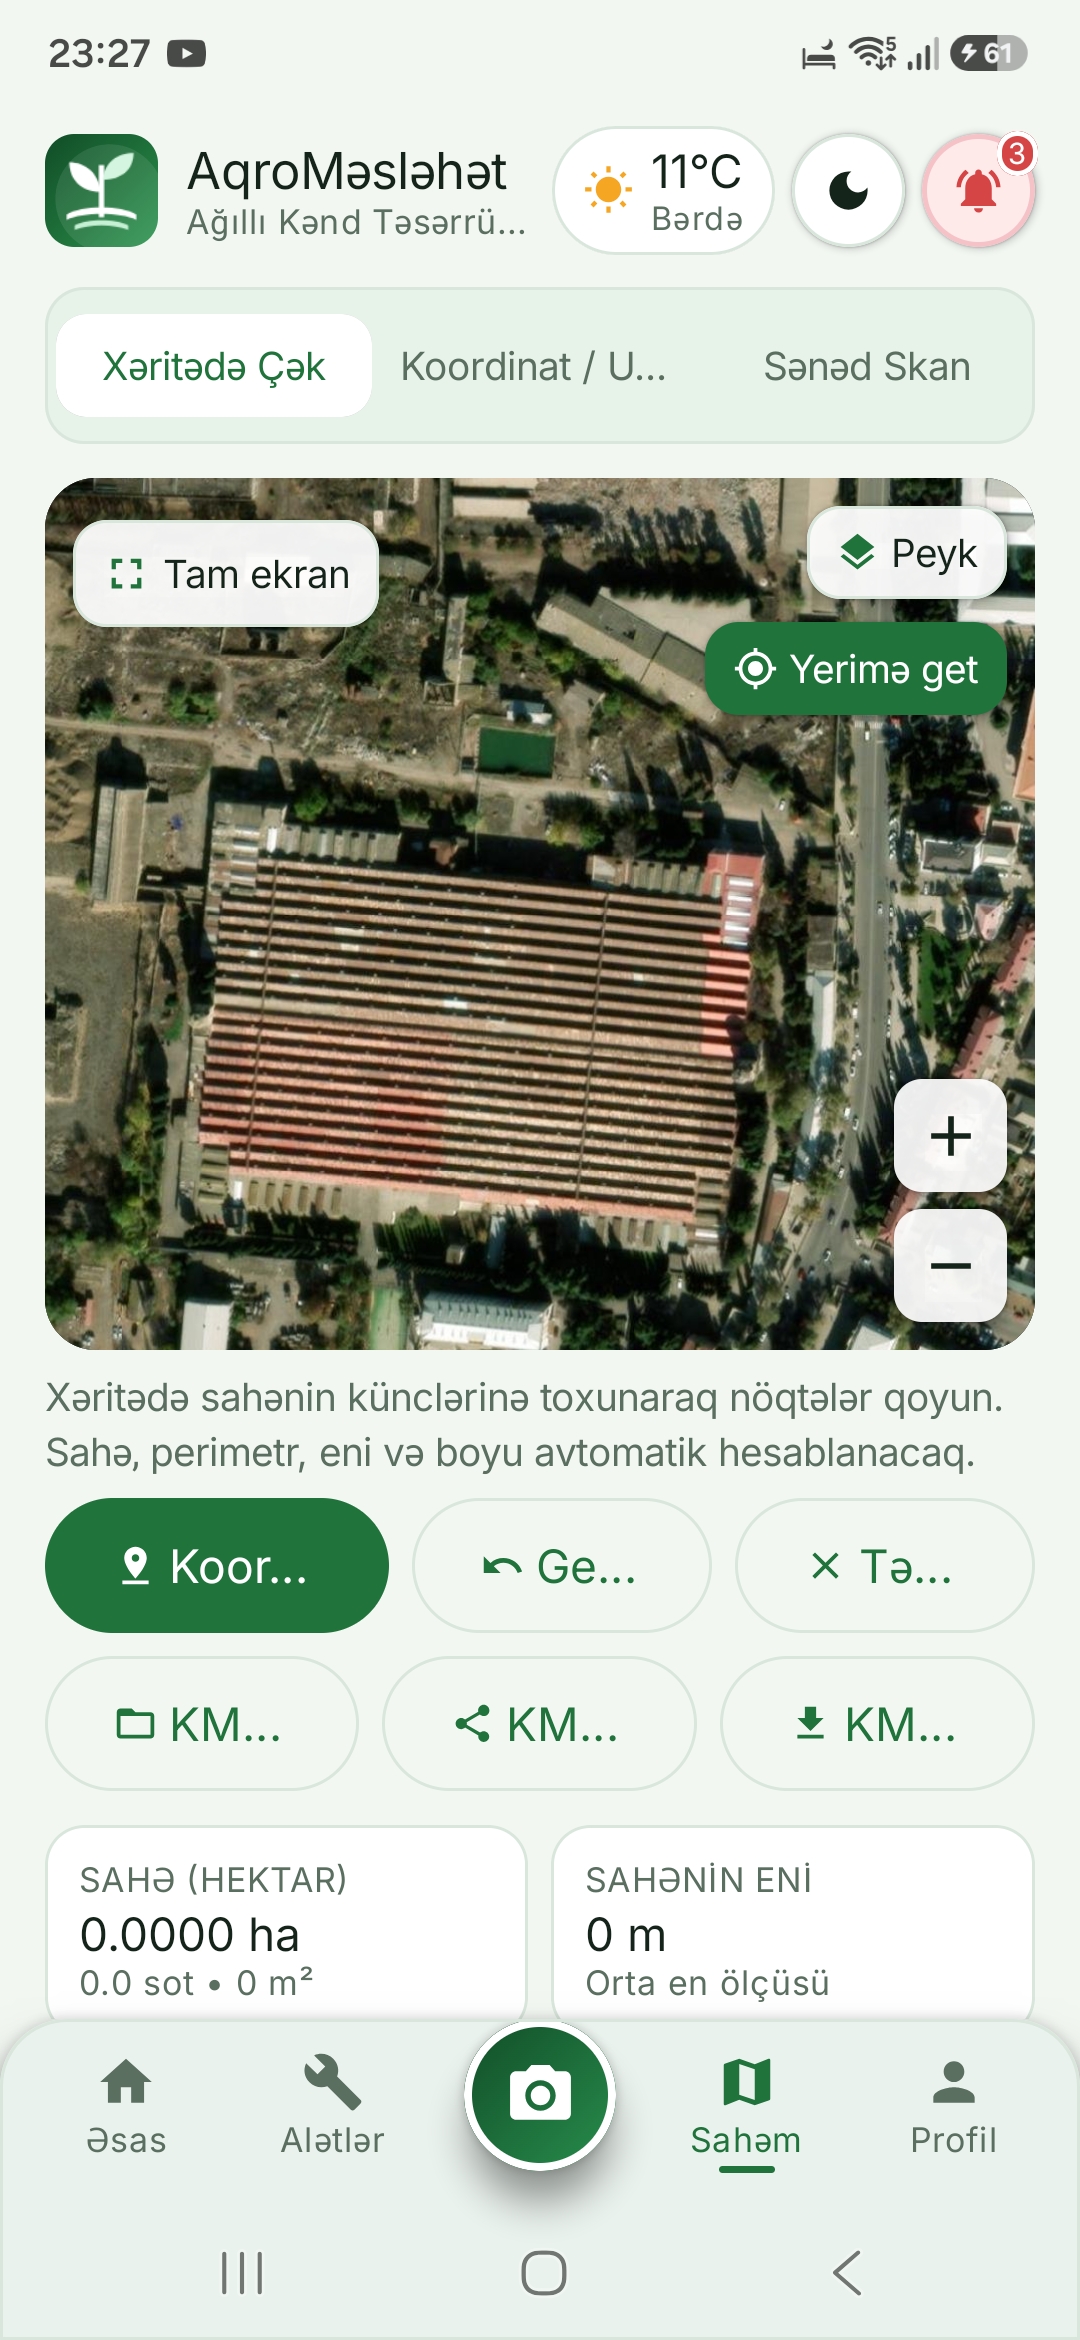 23:27
5
61
AqroMəsləhət
Ağıllı Kənd Təsərrü...
11°C
Bərdə
3
Xəritədə Çək
Koordinat / U...
Sənəd Skan
Tam ekran
Peyk
Yerimə get
+
−
Xəritədə sahənin künclərinə toxunaraq nöqtələr qoyun.
Sahə, perimetr, eni və boyu avtomatik hesablanacaq.
Koor...
Ge...
Tə...
KM...
KM...
KM...
SAHƏ (HEKTAR)
0.0000 ha
0.0 sot • 0 m²
SAHƏNİN ENİ
0 m
Orta en ölçüsü
Əsas
Alətlər
Sahəm
Profil